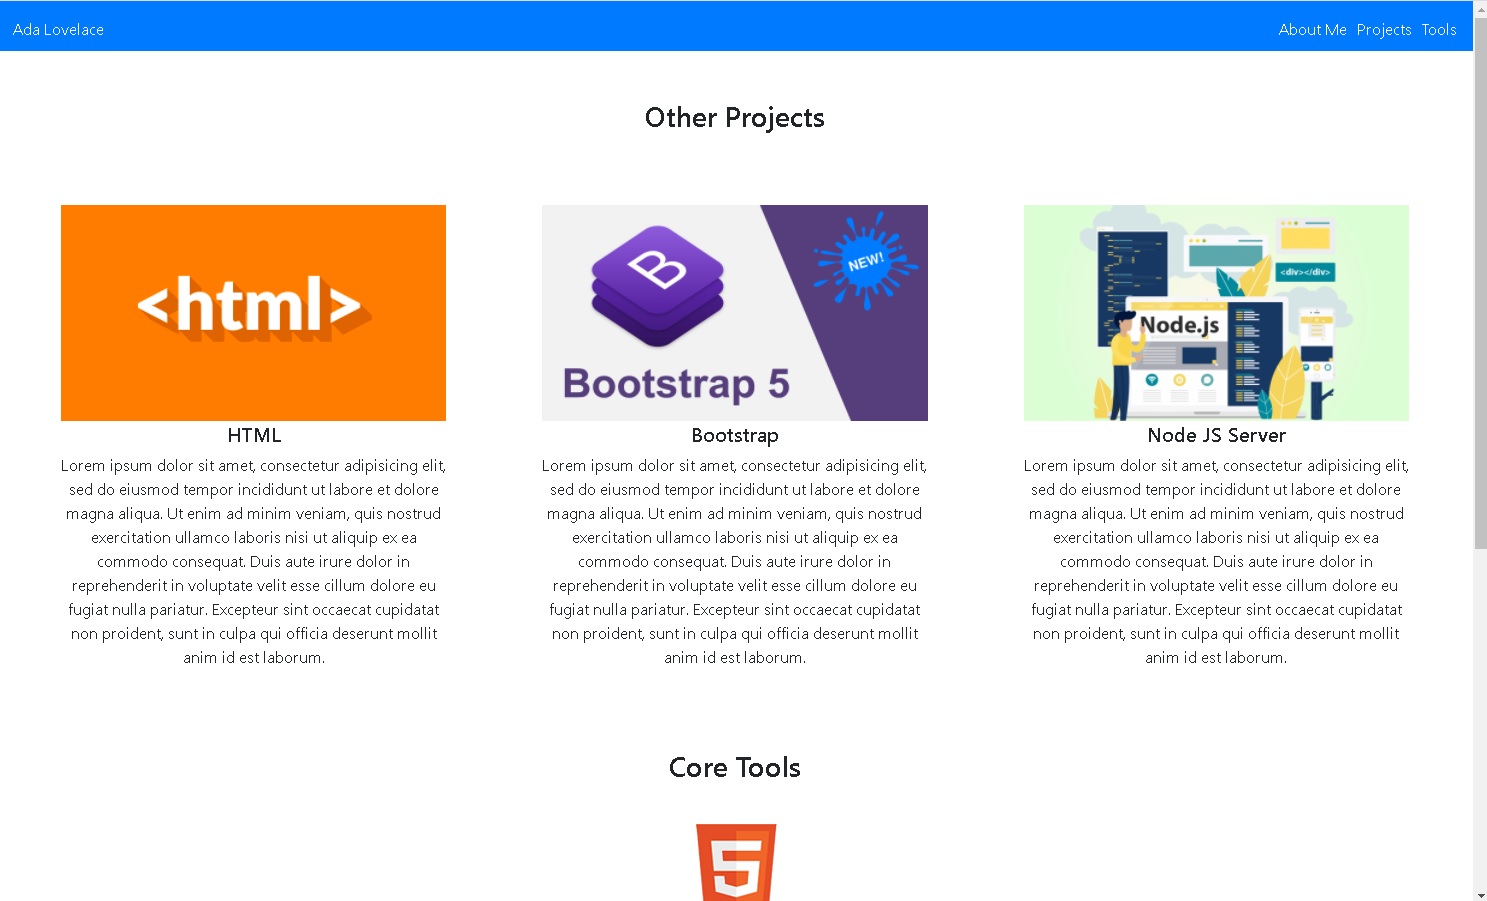 Ada Lovelace
About Me Projects Tools
Other Projects
<html>
NEW!
Bootstrap 5
<div></div>
Node.js
HTML
Lorem ipsum dolor sit amet, consectetur adipisicing elit,
sed do eiusmod tempor incididunt ut labore et dolore
magna aliqua. Ut enim ad minim veniam, quis nostrud
exercitation ullamco laboris nisi ut aliquip ex ea
commodo consequat. Duis aute irure dolor in
reprehenderit in voluptate velit esse cillum dolore eu
fugiat nulla pariatur. Excepteur sint occaecat cupidatat
non proident, sunt in culpa qui officia deserunt mollit
anim id est laborum.
Bootstrap
Lorem ipsum dolor sit amet, consectetur adipisicing elit,
sed do eiusmod tempor incididunt ut labore et dolore
magna aliqua. Ut enim ad minim veniam, quis nostrud
exercitation ullamco laboris nisi ut aliquip ex ea
commodo consequat. Duis aute irure dolor in
reprehenderit in voluptate velit esse cillum dolore eu
fugiat nulla pariatur. Excepteur sint occaecat cupidatat
non proident, sunt in culpa qui officia deserunt mollit
anim id est laborum.
Node JS Server
Lorem ipsum dolor sit amet, consectetur adipisicing elit,
sed do eiusmod tempor incididunt ut labore et dolore
magna aliqua. Ut enim ad minim veniam, quis nostrud
exercitation ullamco laboris nisi ut aliquip ex ea
commodo consequat. Duis aute irure dolor in
reprehenderit in voluptate velit esse cillum dolore eu
fugiat nulla pariatur. Excepteur sint occaecat cupidatat
non proident, sunt in culpa qui officia deserunt mollit
anim id est laborum.
Core Tools
5